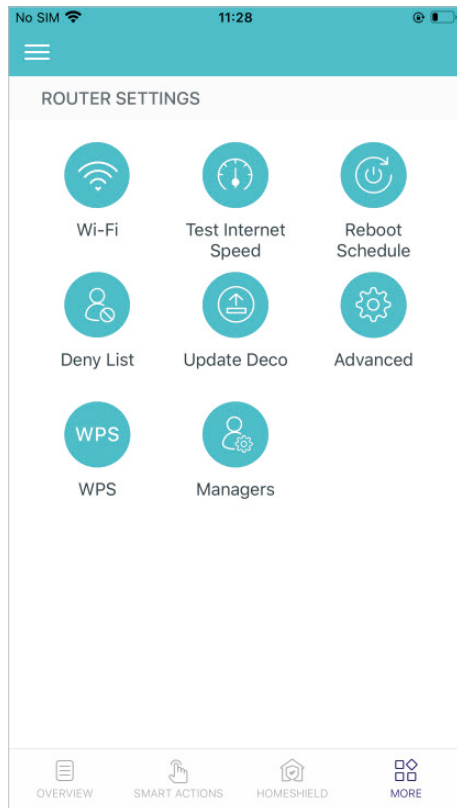 No SIM 11:28
ROUTER SETTINGS
Wi-Fi
Test Internet
Speed
Reboot
Schedule
Deny List
Update Deco
Advanced
WPS
WPS
Managers
OVERVIEW
SMART ACTIONS
HOMESHIELD
MORE